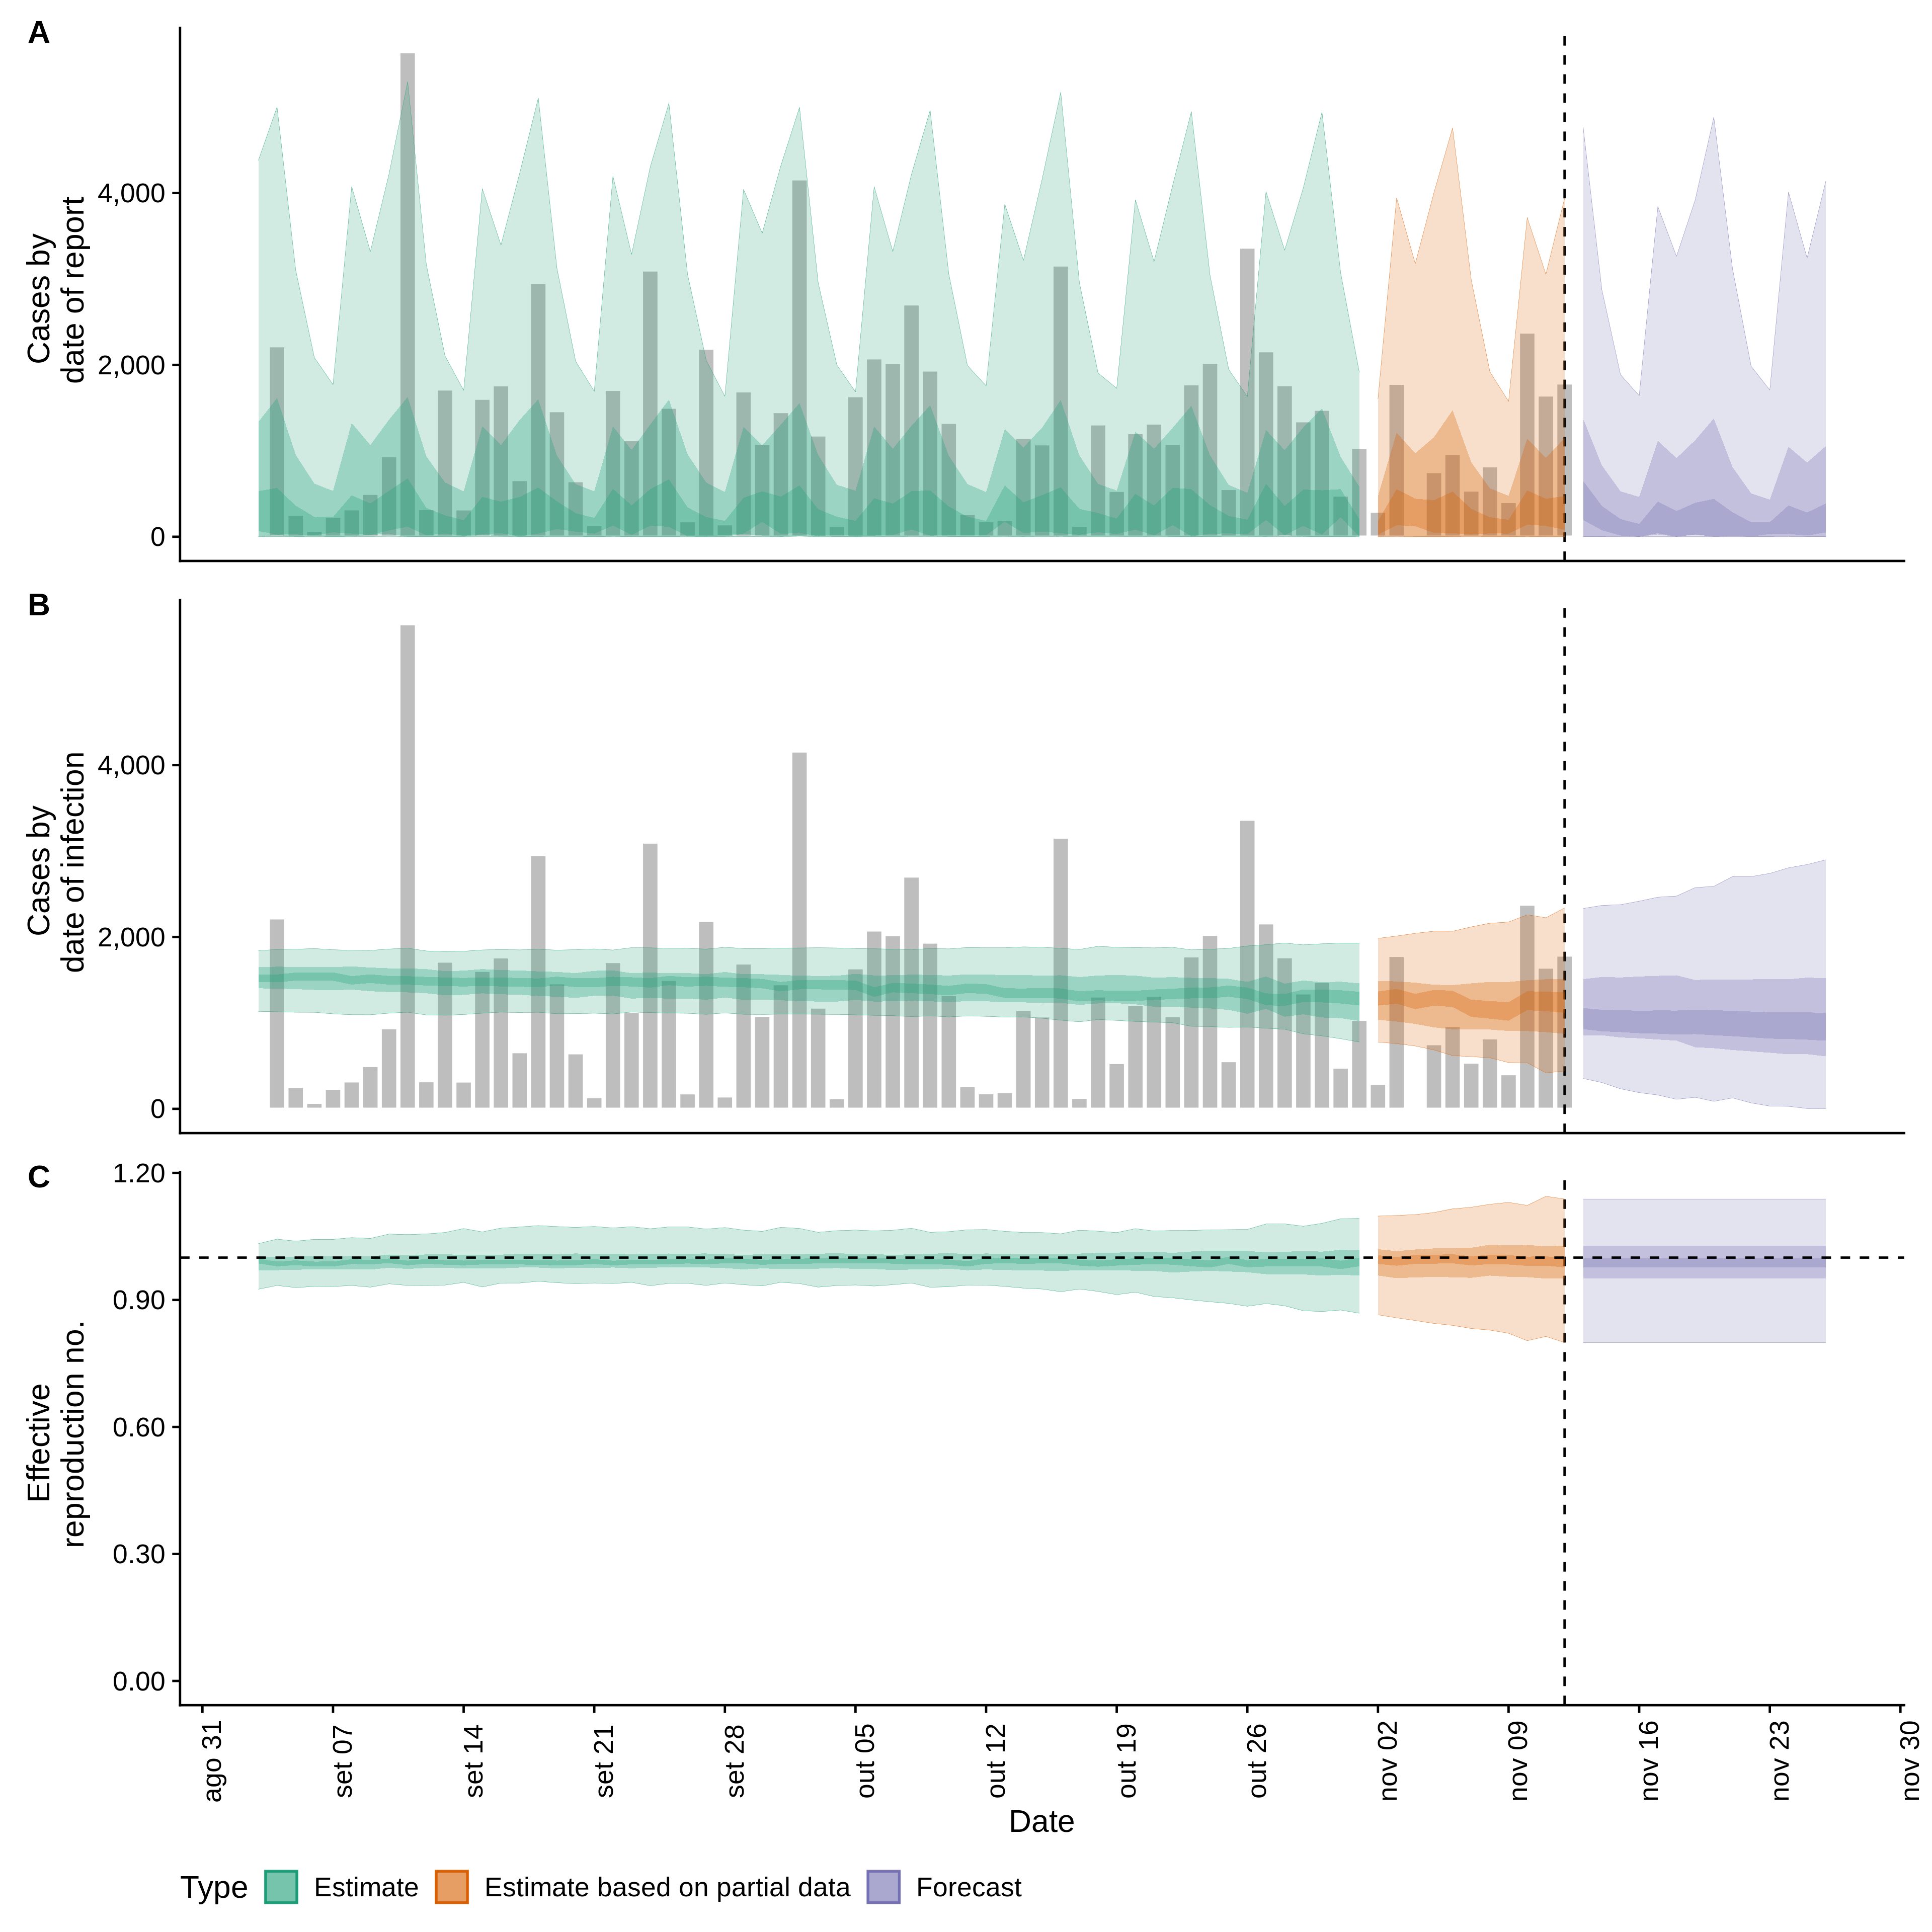 A
Cases by
date of report
4,000
2,000
0
B
Cases by
date of infection
4,000
2,000
0
C
Effective
reproduction no.
1.20
0.90
0.60
0.30
0.00
ago 31
set 07
set 14
set 21
set 28
out 05
out 12
out 19
out 26
nov 02
nov 09
nov 16
nov 23
nov 30
Date
Type Estimate Estimate based on partial data Forecast